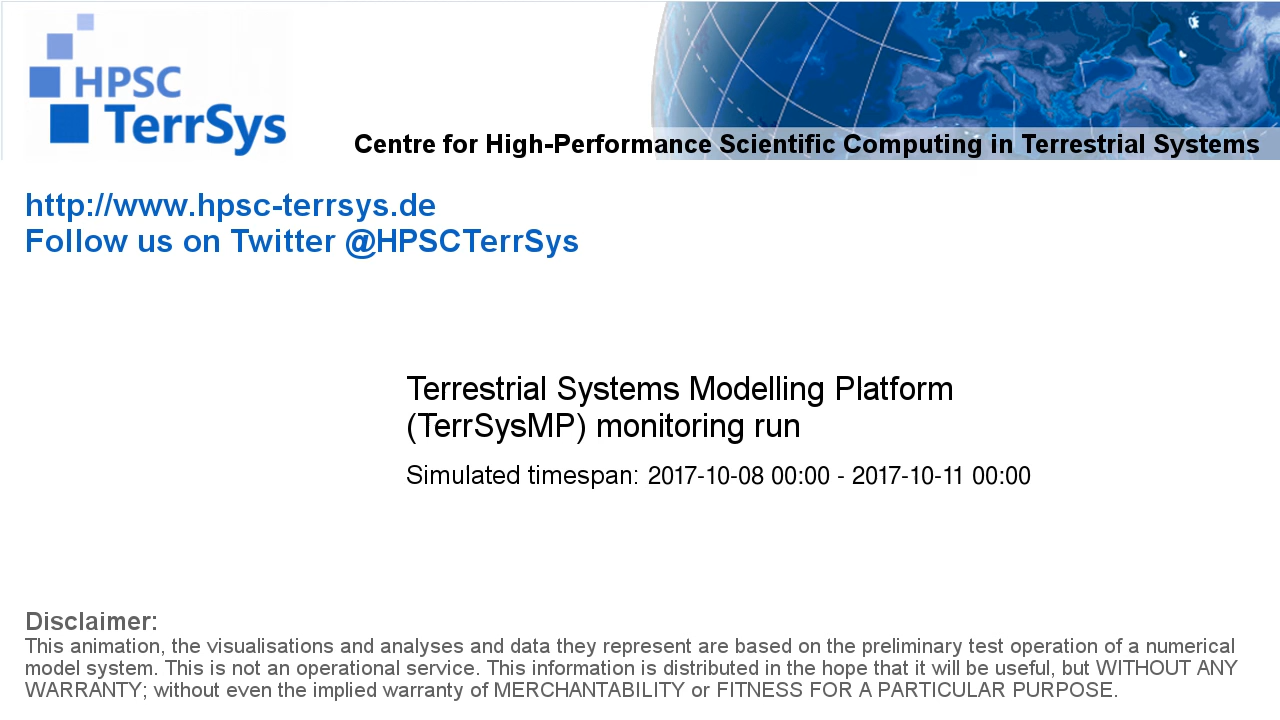 HPSC
TerrSys
Centre for High-Performance Scientific Computing in Terrestrial Systems
http://www.hpsc-terrsys.de
Follow us on Twitter @HPSCTerrSys
Terrestrial Systems Modelling Platform
(TerrSysMP) monitoring run
Simulated timespan: 2017-10-08 00:00 - 2017-10-11 00:00
Disclaimer:
This animation, the visualisations and analyses and data they represent are based on the preliminary test operation of a numerical
model system. This is not an operational service. This information is distributed in the hope that it will be useful, but WITHOUT ANY
WARRANTY; without even the implied warranty of MERCHANTABILITY or FITNESS FOR A PARTICULAR PURPOSE.